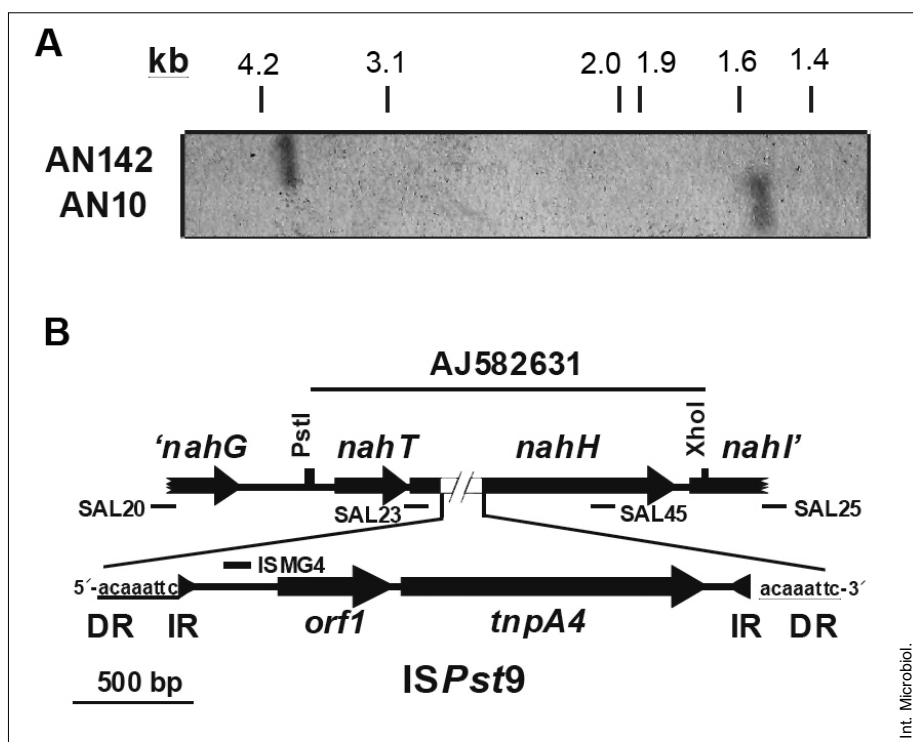 A
kb 4.2 3.1 2.0 1.9 1.6 1.4
AN142
AN10
B
AJ582631
'nahG PstI nahT nahH XhoI nahI'
SAL20 SAL23 SAL45 SAL25
5´-acaaattc ISMG4 acaaattc-3´
DR IR orf1 tnpA4 IR DR
500 bp ISPst9
Int. Microbiol.